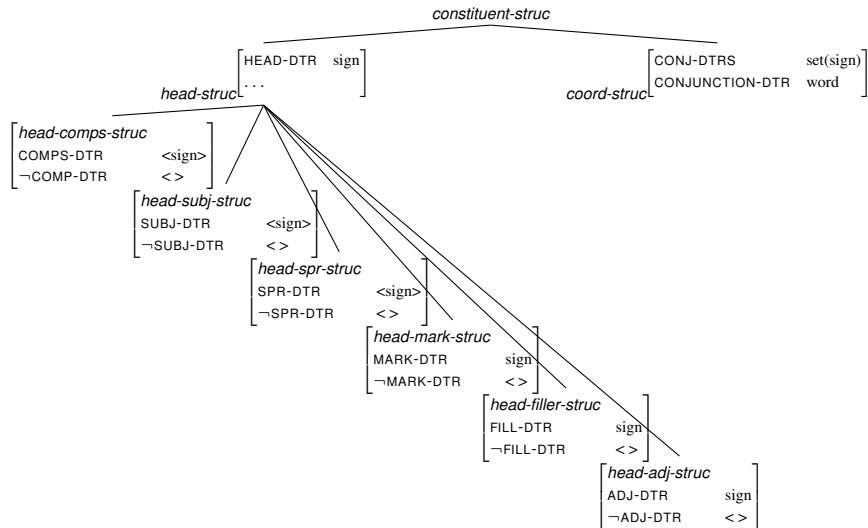 constituent-struc
HEAD-DTR sign
...
head-struc
CONJ-DTRS set(sign)
CONJUNCTION-DTR word
coord-struc
head-comps-struc
COMPS-DTR <sign>
¬COMP-DTR < >
head-subj-struc
SUBJ-DTR <sign>
¬SUBJ-DTR < >
head-spr-struc
SPR-DTR <sign>
¬SPR-DTR < >
head-mark-struc
MARK-DTR sign
¬MARK-DTR < >
head-filler-struc
FILL-DTR sign
¬FILL-DTR < >
head-adj-struc
ADJ-DTR sign
¬ADJ-DTR < >